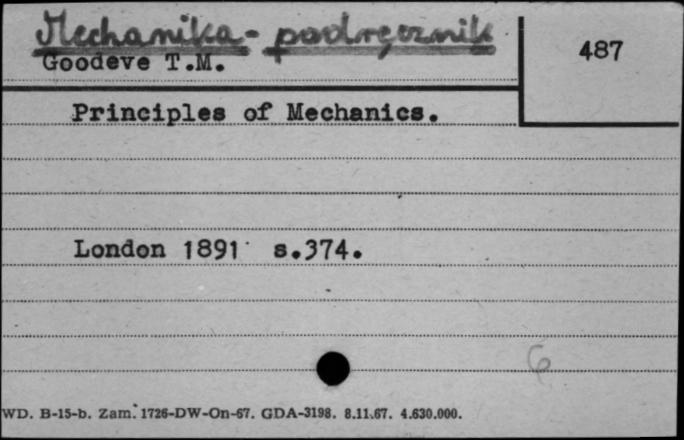 Mechanika - podręcznik
487
Goodeve T.M.
Principles of Mechanics.
London 1891 s.374.
6
WD. B-15-b. Zam. 1726-DW-On-67. GDA-3198. 8.11.67. 4.630.000.